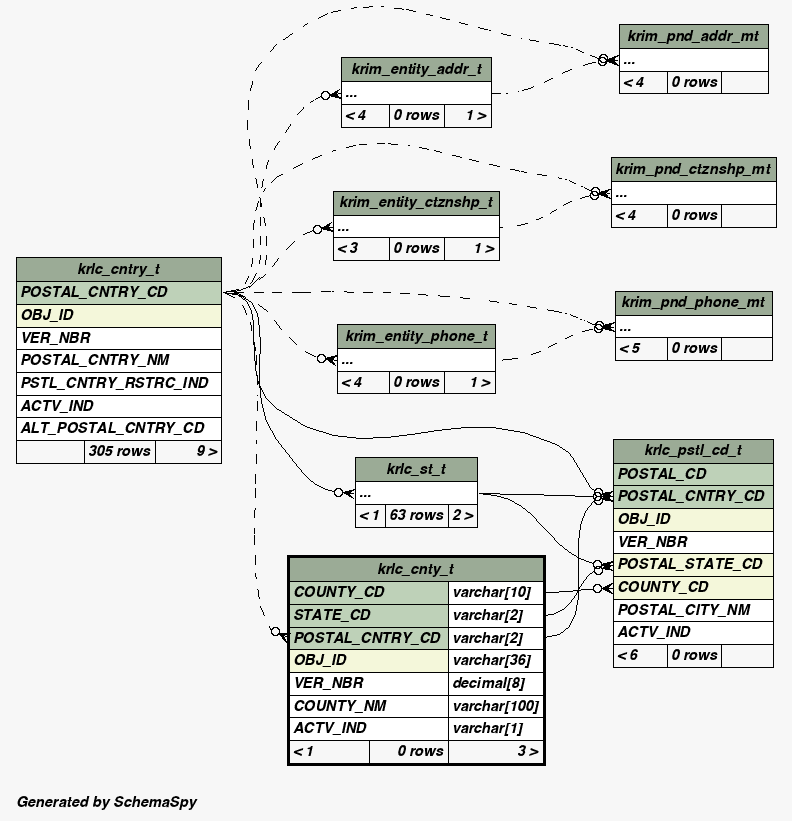 krim_pnd_addr_mt
...
< 4 0 rows
krim_entity_addr_t
...
< 4 0 rows 1 >
krim_pnd_ctznshp_mt
...
< 4 0 rows
krim_entity_ctznshp_t
...
< 3 0 rows 1 >
krlc_cntry_t
POSTAL_CNTRY_CD
OBJ_ID
VER_NBR
POSTAL_CNTRY_NM
PSTL_CNTRY_RSTRC_IND
ACTV_IND
ALT_POSTAL_CNTRY_CD
305 rows 9 >
krim_pnd_phone_mt
...
< 5 0 rows
krim_entity_phone_t
...
< 4 0 rows 1 >
krlc_pstl_cd_t
POSTAL_CD
POSTAL_CNTRY_CD
OBJ_ID
VER_NBR
POSTAL_STATE_CD
COUNTY_CD
POSTAL_CITY_NM
ACTV_IND
< 6 0 rows
krlc_st_t
...
< 1 63 rows 2 >
krlc_cnty_t
COUNTY_CD varchar[10]
STATE_CD varchar[2]
POSTAL_CNTRY_CD varchar[2]
OBJ_ID varchar[36]
VER_NBR decimal[8]
COUNTY_NM varchar[100]
ACTV_IND varchar[1]
< 1 0 rows 3 >
Generated by SchemaSpy